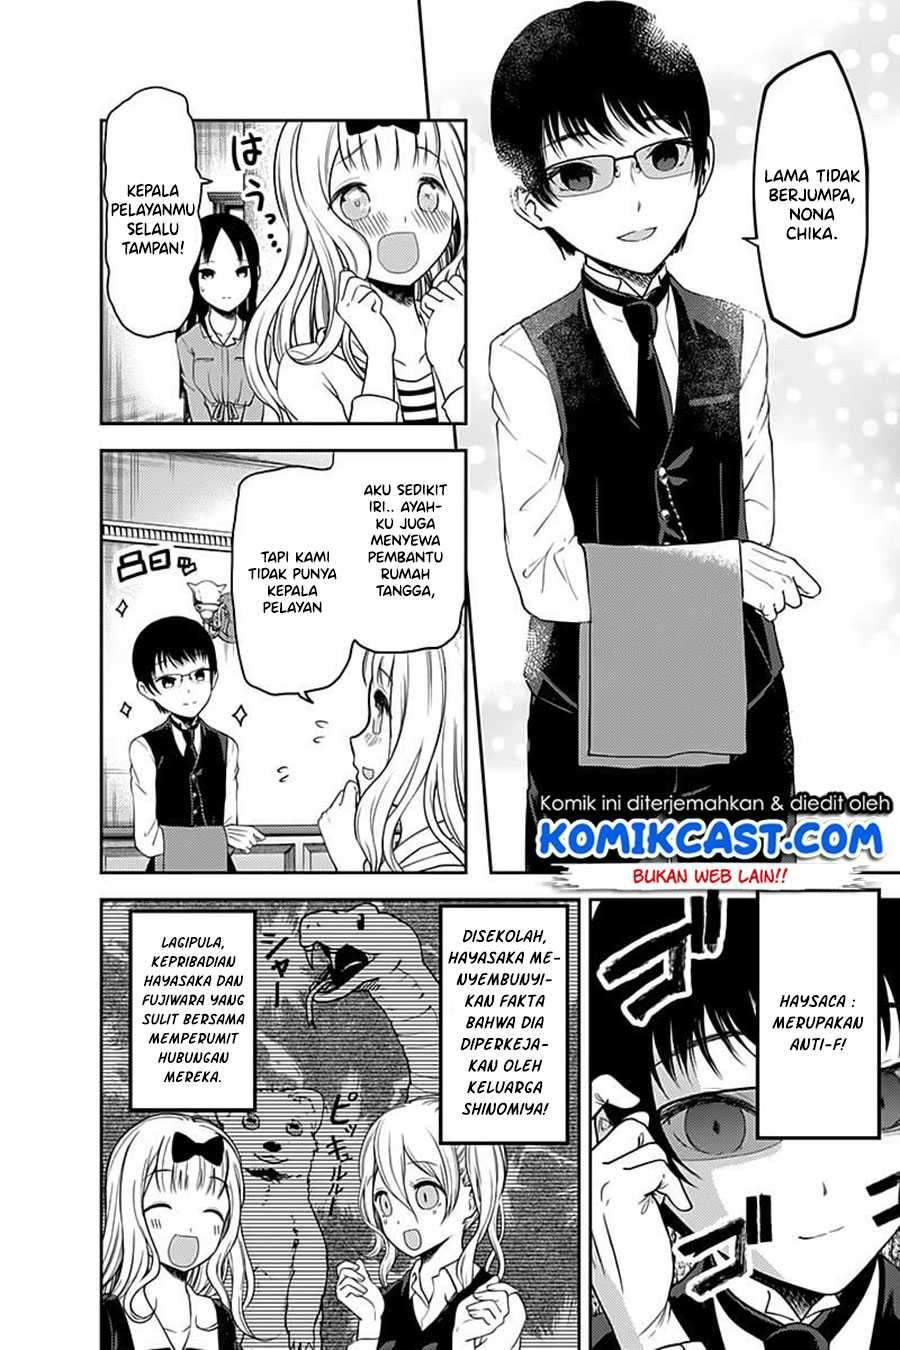 LAMA TIDAK
BERJUMPA,
NONA
CHIKA.
はうっ…
KEPALA
PELAYANMU
SELALU
TAMPAN!
AKU SEDIKIT
IRI.. AYAH-
KU JUGA
MENYEWA
PEMBANTU
RUMAH
TANGGA,
TAPI KAMI
TIDAK PUNYA
KEPALA
PELAYAN
Komik ini diterjemahkan & diedit oleh
KOMIKCAST.COM
BUKAN WEB LAIN!!
HAYSACA :
MERUPAKAN
ANTI-F!
ゴゴゴ
DISEKOLAH,
HAYASAKA ME-
NYEMBUNYI-
KAN FAKTA
BAHWA DIA
DIPERKEJA-
KAN OLEH
KELUARGA
SHINOMIYA!
シャー
LAGIPULA,
KEPRIBADIAN
HAYASAKA DAN
FUJIWARA YANG
SULIT BERSAMA
MEMPERUMIT
HUBUNGAN
MEREKA.